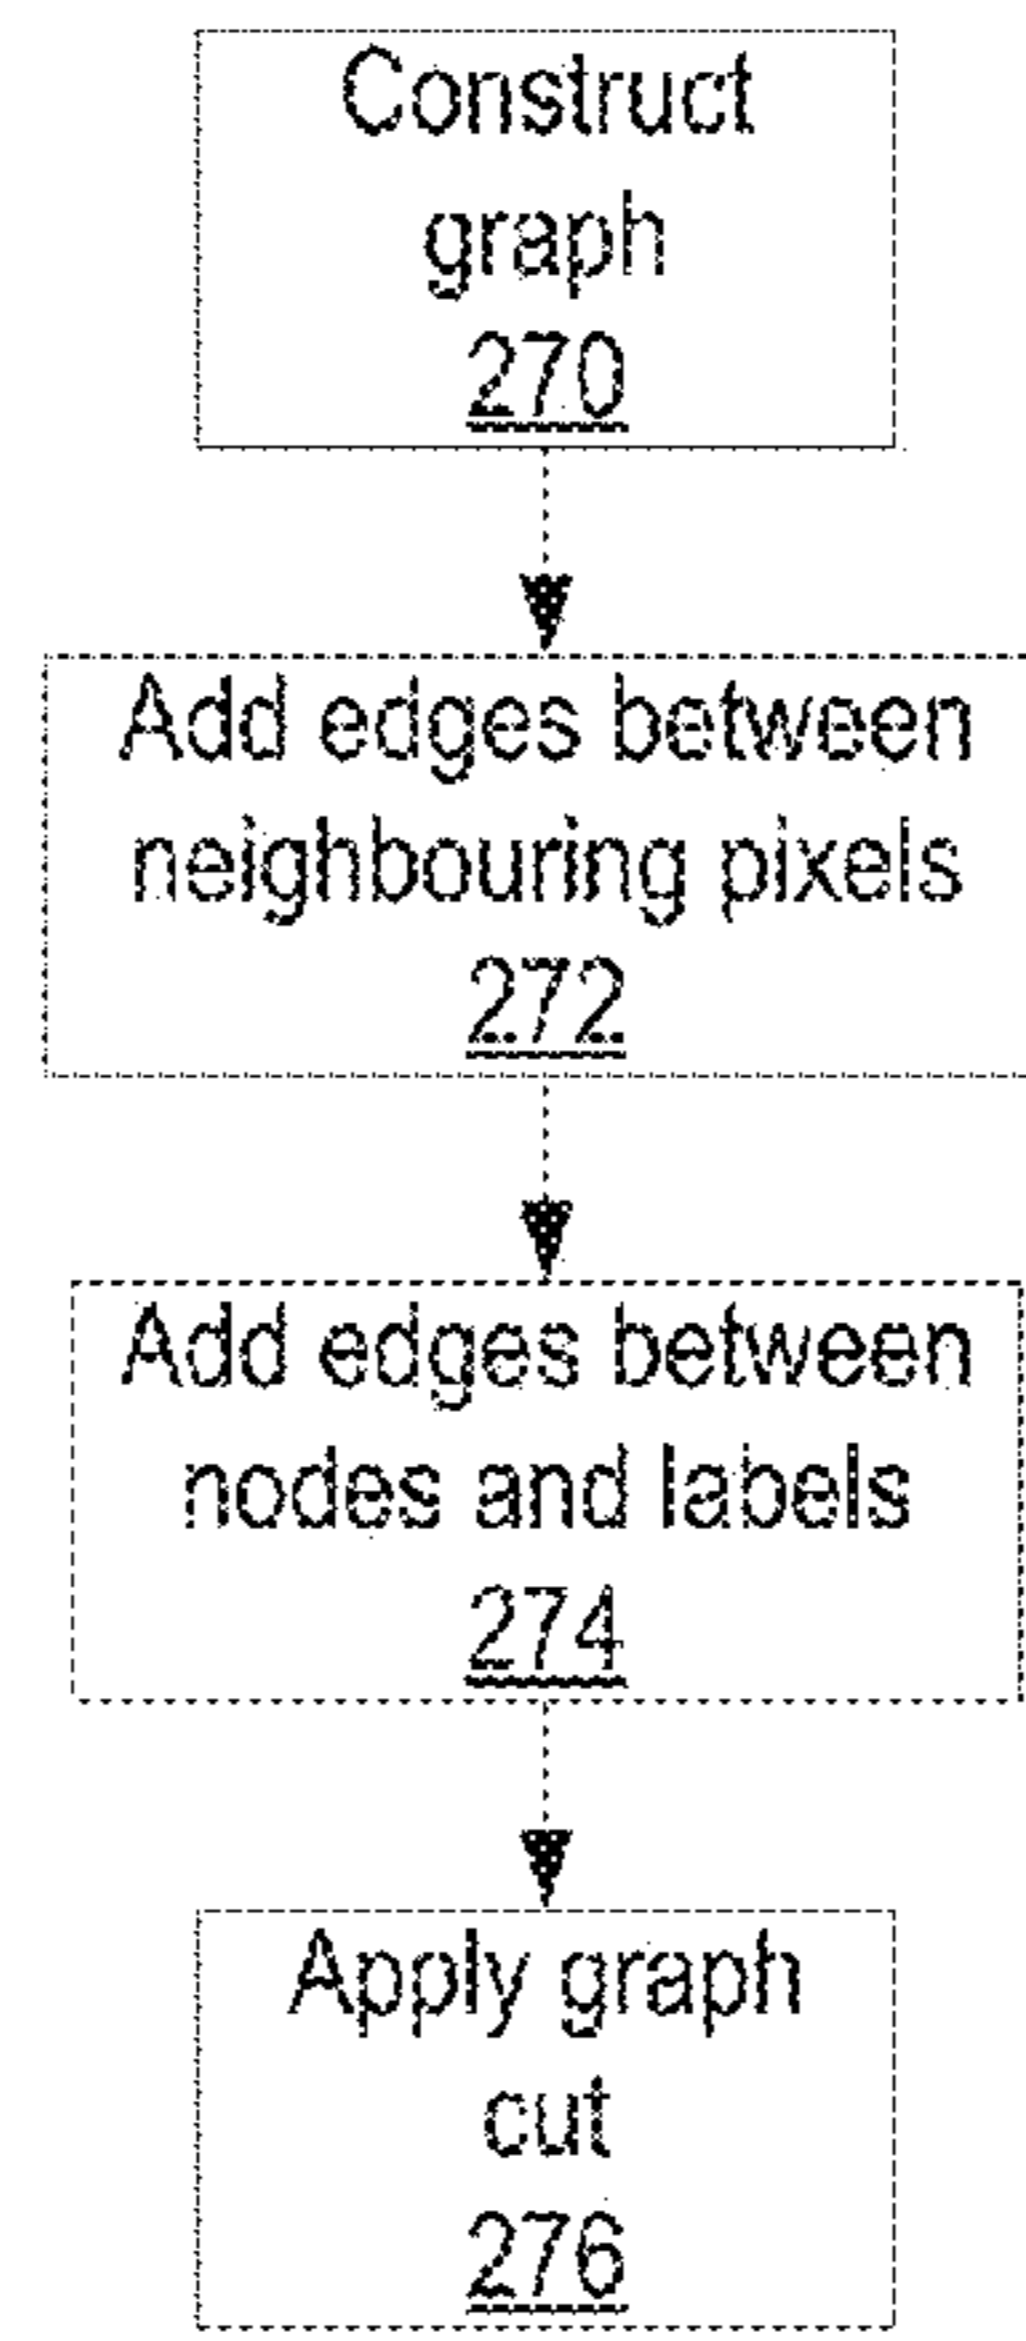 Construct
graph
270
Add edges between
neighbouring pixels
272
Add edges between
nodes and labels
274
Apply graph
cut
276